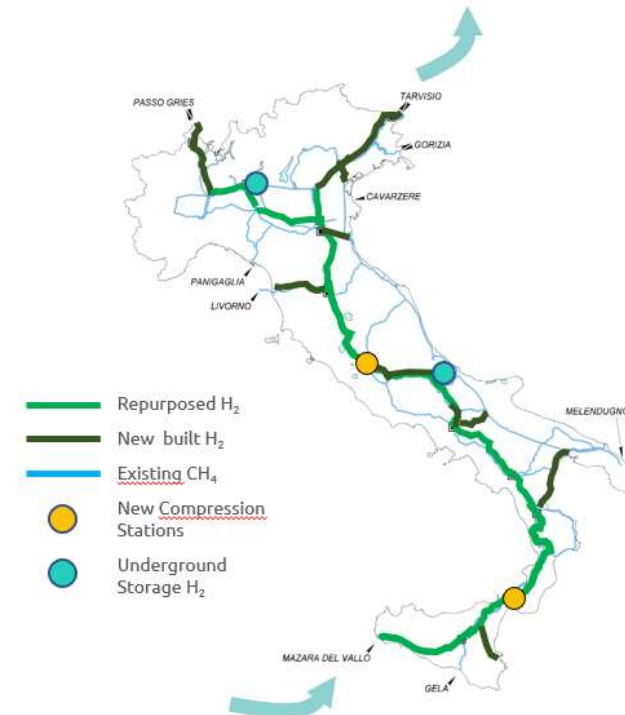 PASSO GRIES
TARVISIO
GORIZIA
CAVARZERE
PANIGAGLIA
LIVORNO
MELENDUGNO
Repurposed H₂
New built H₂
Existing CH₄
New Compression
Stations
Underground
Storage H₂
MAZARA DEL VALLO
GELA